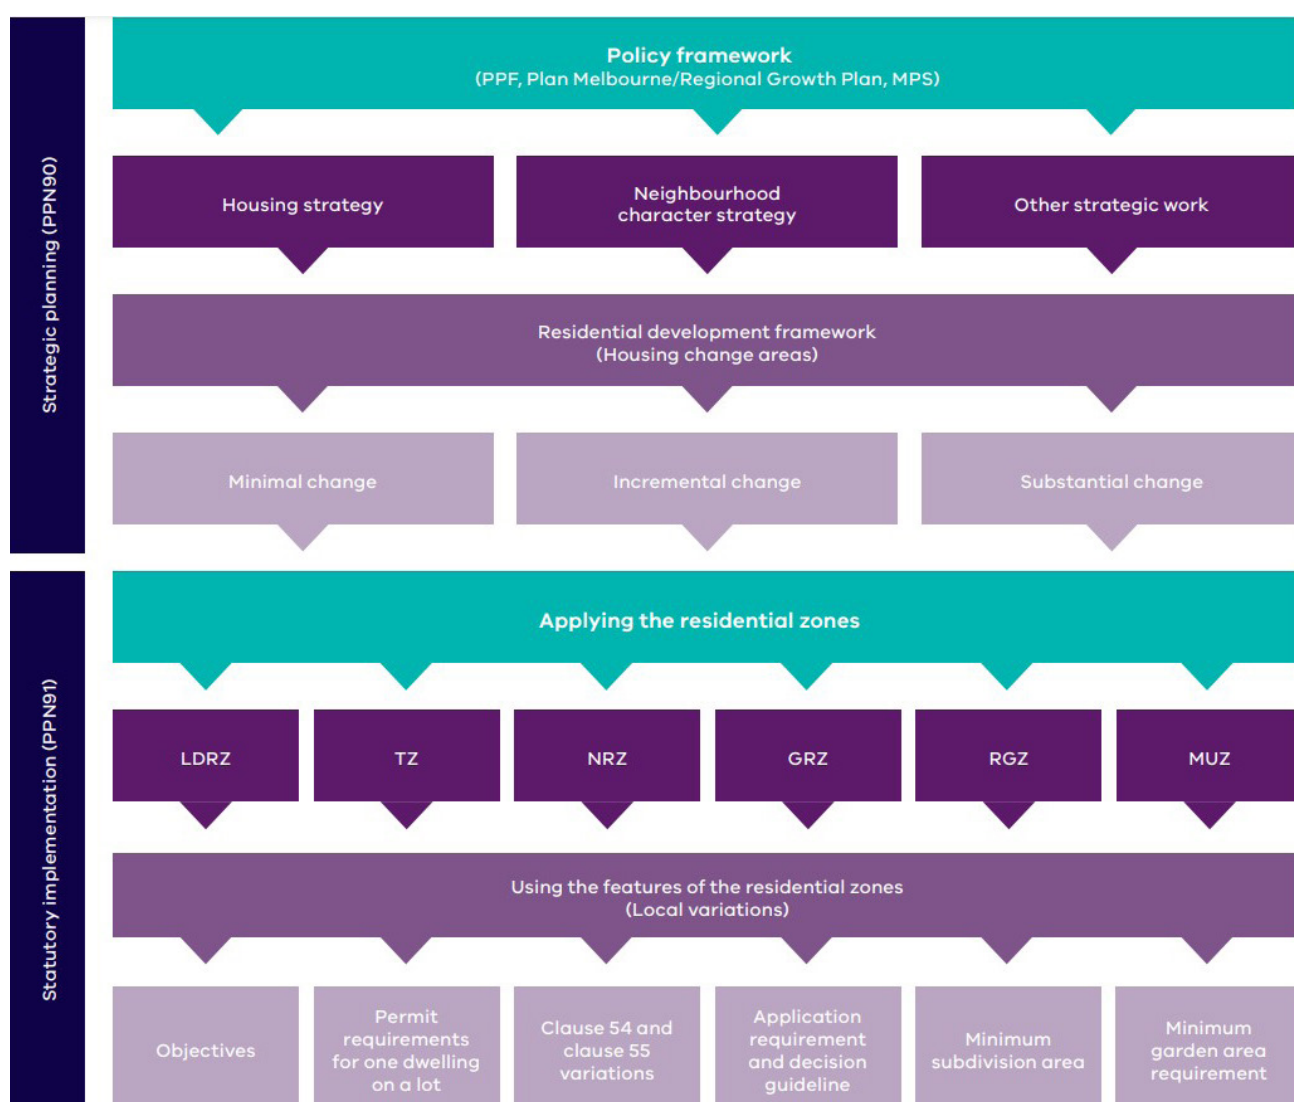 Strategic planning (PPN90)
Policy framework
(PPF, Plan Melbourne/Regional Growth Plan, MPS)
Housing strategy
Neighbourhood
character strategy
Other strategic work
Residential development framework
(Housing change areas)
Minimal change
Incremental change
Substantial change
Statutory implementation (PPN91)
Applying the residential zones
LDRZ
TZ
NRZ
GRZ
RGZ
MUZ
Using the features of the residential zones
(Local variations)
Objectives
Permit
requirements
for one dwelling
on a lot
Clause 54 and
clause 55
variations
Application
requirement
and decision
guideline
Minimum
subdivision area
Minimum
garden area
requirement